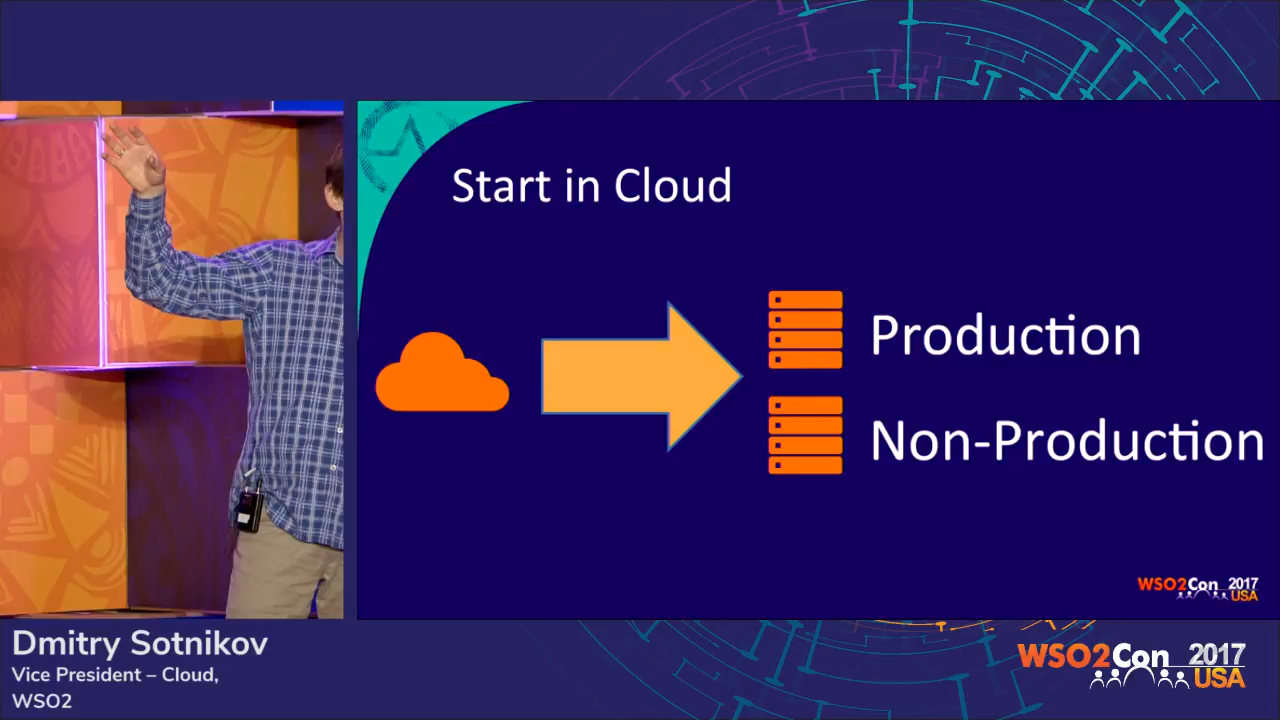 Start in Cloud
Production
Non-Production
WSO2Con 2017
USA
Dmitry Sotnikov
Vice President – Cloud,
WSO2
WSO2Con 2017
USA